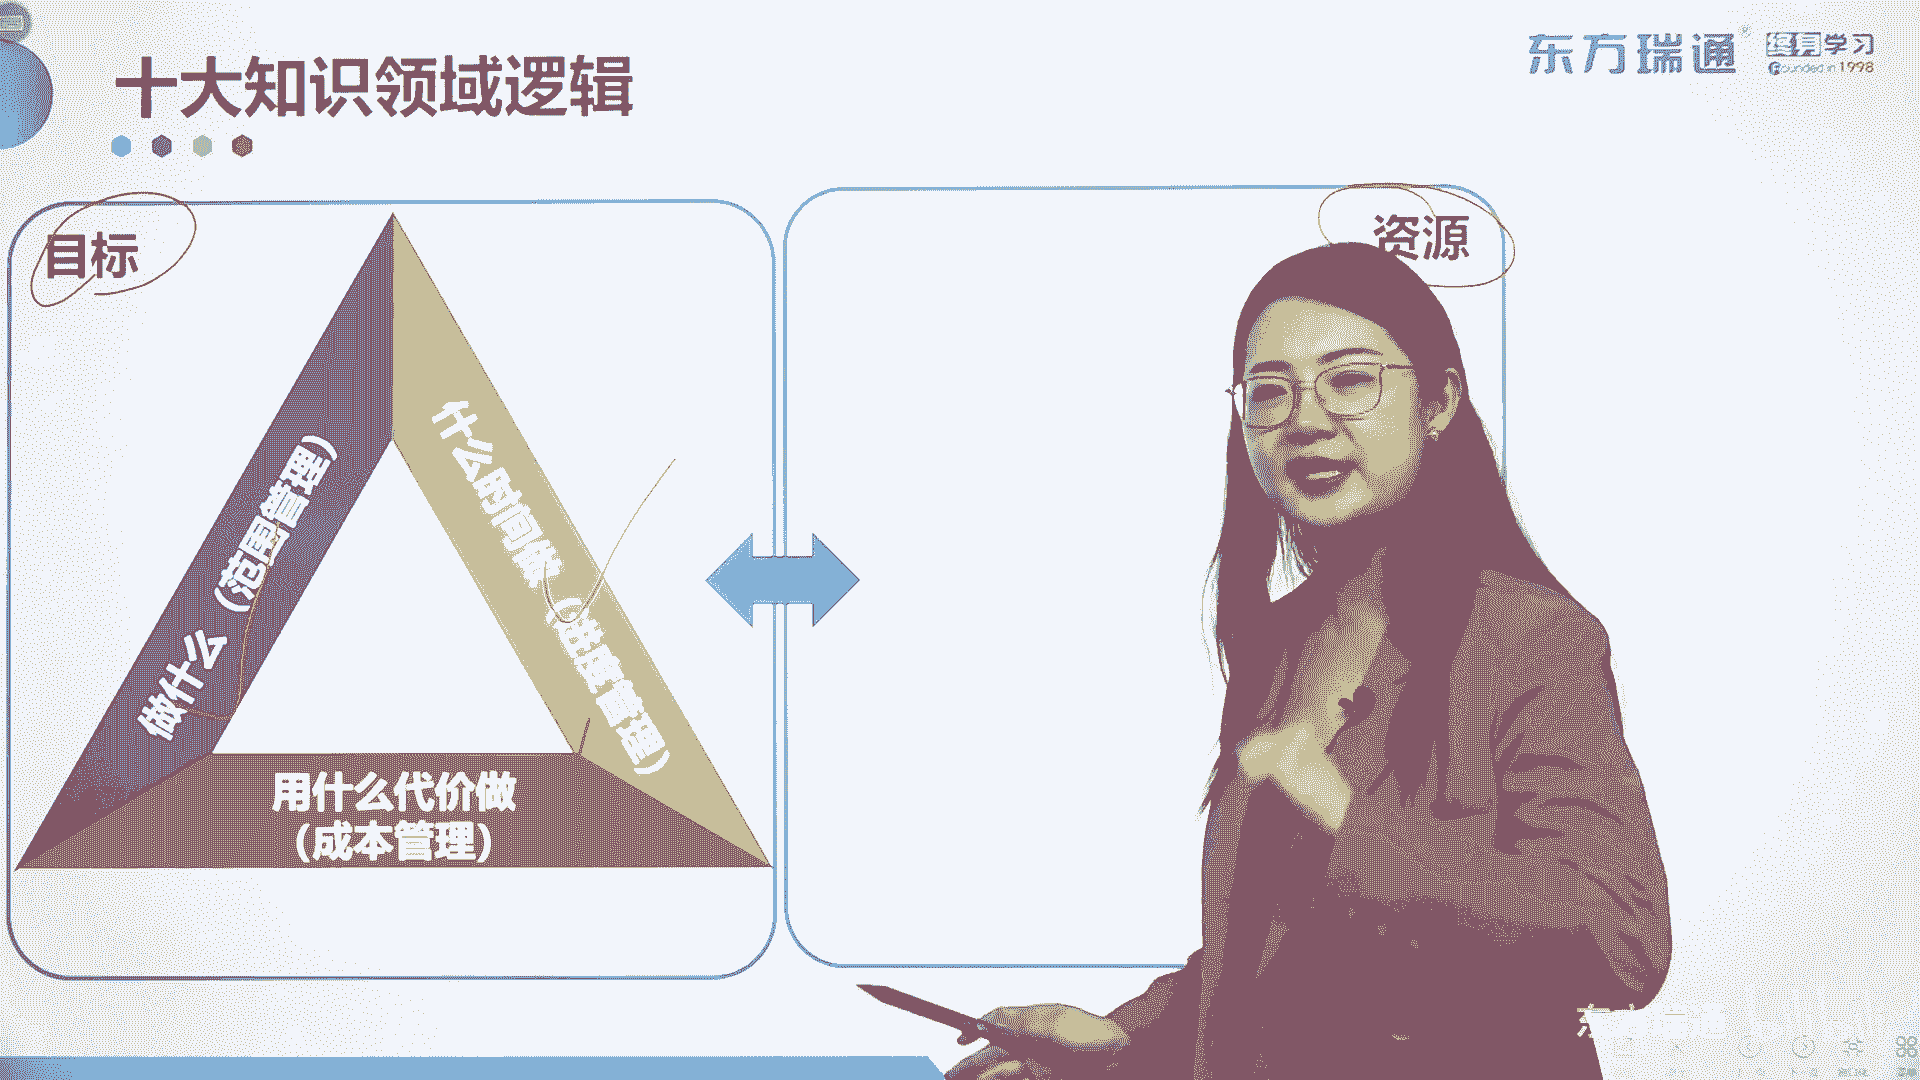 十大知识领域逻辑
东方瑞通®
终身学习
Founded in 1998
目标
资源
做什么（范围管理）
什么时间做（进度管理）
用什么代价做
（成本管理）